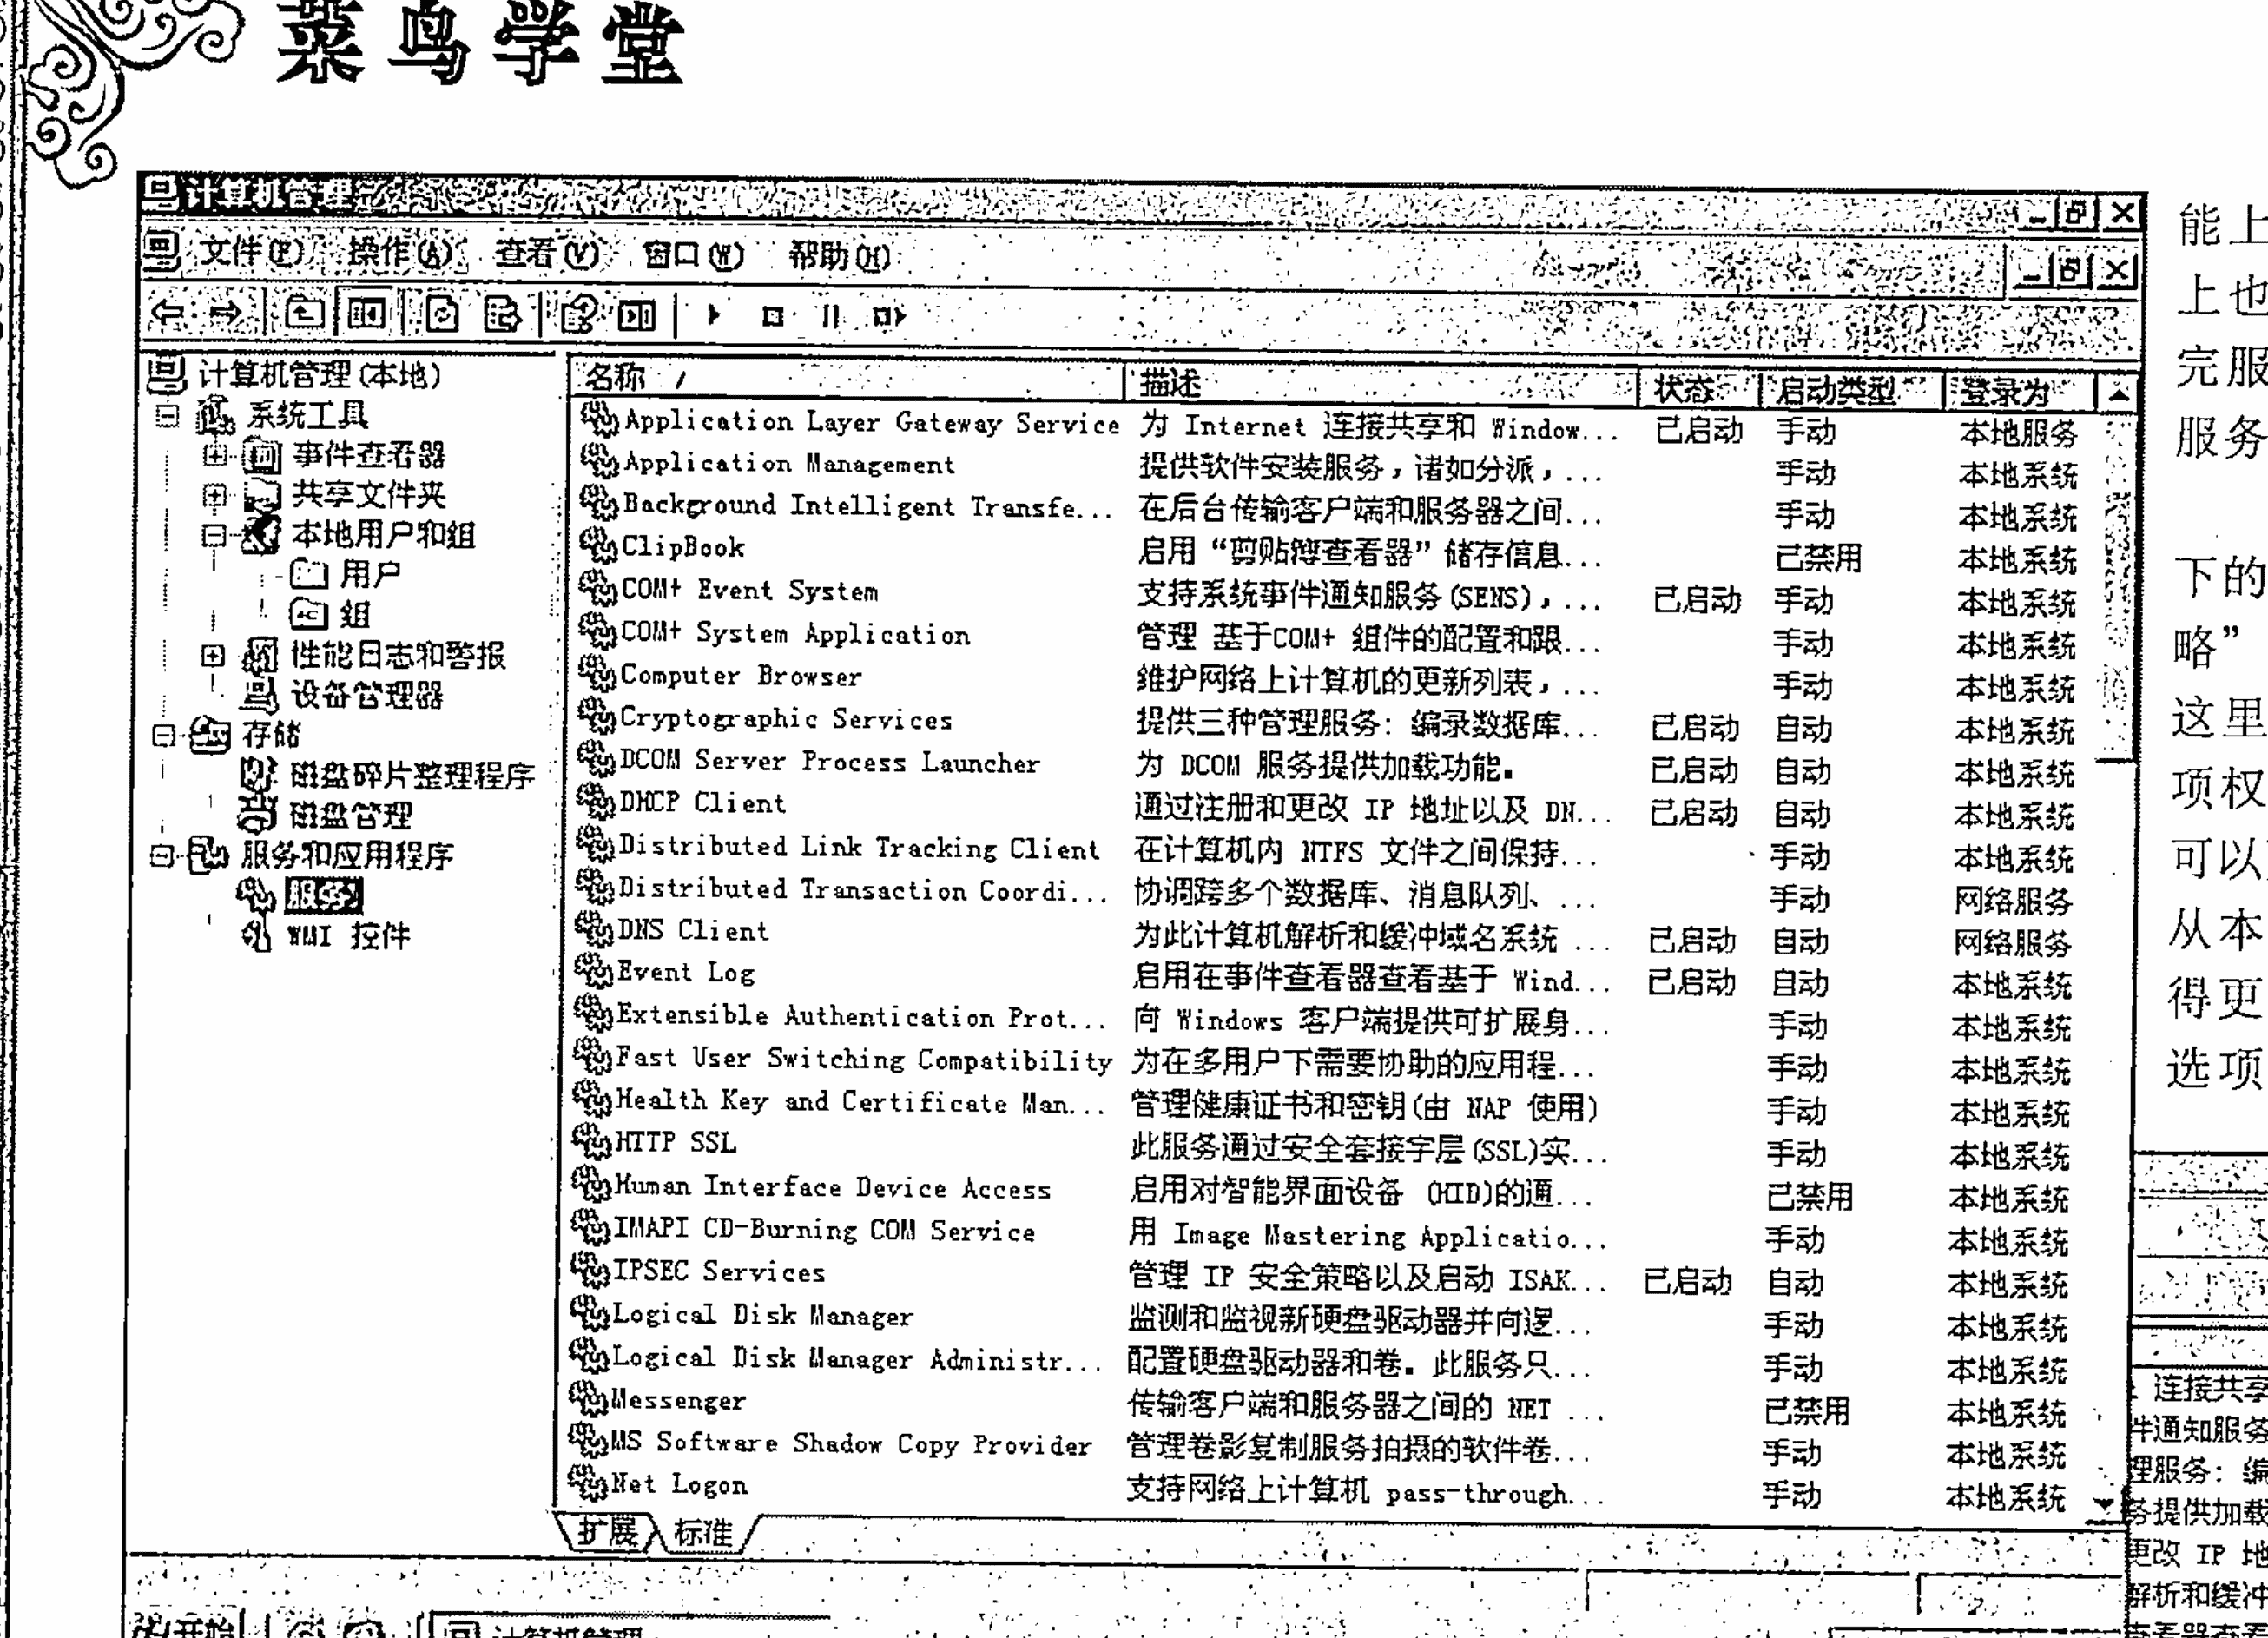 菜鸟学堂
计算机管理
文件(F) 操作(A) 查看(V) 窗口(W) 帮助(H)
计算机管理(本地)
系统工具
事件查看器
共享文件夹
本地用户和组
用户
组
性能日志和警报
设备管理器
存储
磁盘碎片整理程序
磁盘管理
服务和应用程序
服务
WMI 控件
名称 / 描述 状态 启动类型 登录为
Application Layer Gateway Service 为 Internet 连接共享和 Window... 已启动 手动 本地服务
Application Management 提供软件安装服务，诸如分派，... 手动 本地系统
Background Intelligent Transfe... 在后台传输客户端和服务器之间... 手动 本地系统
ClipBook 启用“剪贴簿查看器”储存信息... 已禁用 本地系统
COM+ Event System 支持系统事件通知服务(SENS)，... 已启动 手动 本地系统
COM+ System Application 管理 基于COM+ 组件的配置和跟... 手动 本地系统
Computer Browser 维护网络上计算机的更新列表，... 手动 本地系统
Cryptographic Services 提供三种管理服务: 编录数据库... 已启动 自动 本地系统
DCOM Server Process Launcher 为 DCOM 服务提供加载功能。 已启动 自动 本地系统
DHCP Client 通过注册和更改 IP 地址以及 DN... 已启动 自动 本地系统
Distributed Link Tracking Client 在计算机内 NTFS 文件之间保持... 手动 本地系统
Distributed Transaction Coordi... 协调跨多个数据库、消息队列、 ... 手动 网络服务
DNS Client 为此计算机解析和缓冲域名系统 ... 已启动 自动 网络服务
Event Log 启用在事件查看器查看基于 Wind... 已启动 自动 本地系统
Extensible Authentication Prot... 向 Windows 客户端提供可扩展身... 手动 本地系统
Fast User Switching Compatibility 为在多用户下需要协助的应用程... 手动 本地系统
Health Key and Certificate Man... 管理健康证书和密钥(由 NAP 使用) 手动 本地系统
HTTP SSL 此服务通过安全套接字层(SSL)实... 手动 本地系统
Human Interface Device Access 启用对智能界面设备 (HID)的通... 已禁用 本地系统
IMAPI CD-Burning COM Service 用 Image Mastering Applicatio... 手动 本地系统
IPSEC Services 管理 IP 安全策略以及启动 ISAK... 已启动 自动 本地系统
Logical Disk Manager 监测和监视新硬盘驱动器并向逻... 手动 本地系统
Logical Disk Manager Administr... 配置硬盘驱动器和卷。此服务只... 手动 本地系统
Messenger 传输客户端和服务器之间的 NET ... 已禁用 本地系统
MS Software Shadow Copy Provider 管理卷影复制服务拍摄的软件卷... 手动 本地系统
Net Logon 支持网络上计算机 pass-through... 手动 本地系统
扩展 标准
开始 计算机管理
能上
上也
完服
服务
下的
略”
这里
项权
可以
从本
得更
选项
连接共享
件通知服务
理服务: 编
务提供加载
更改 IP 地
解析和缓冲